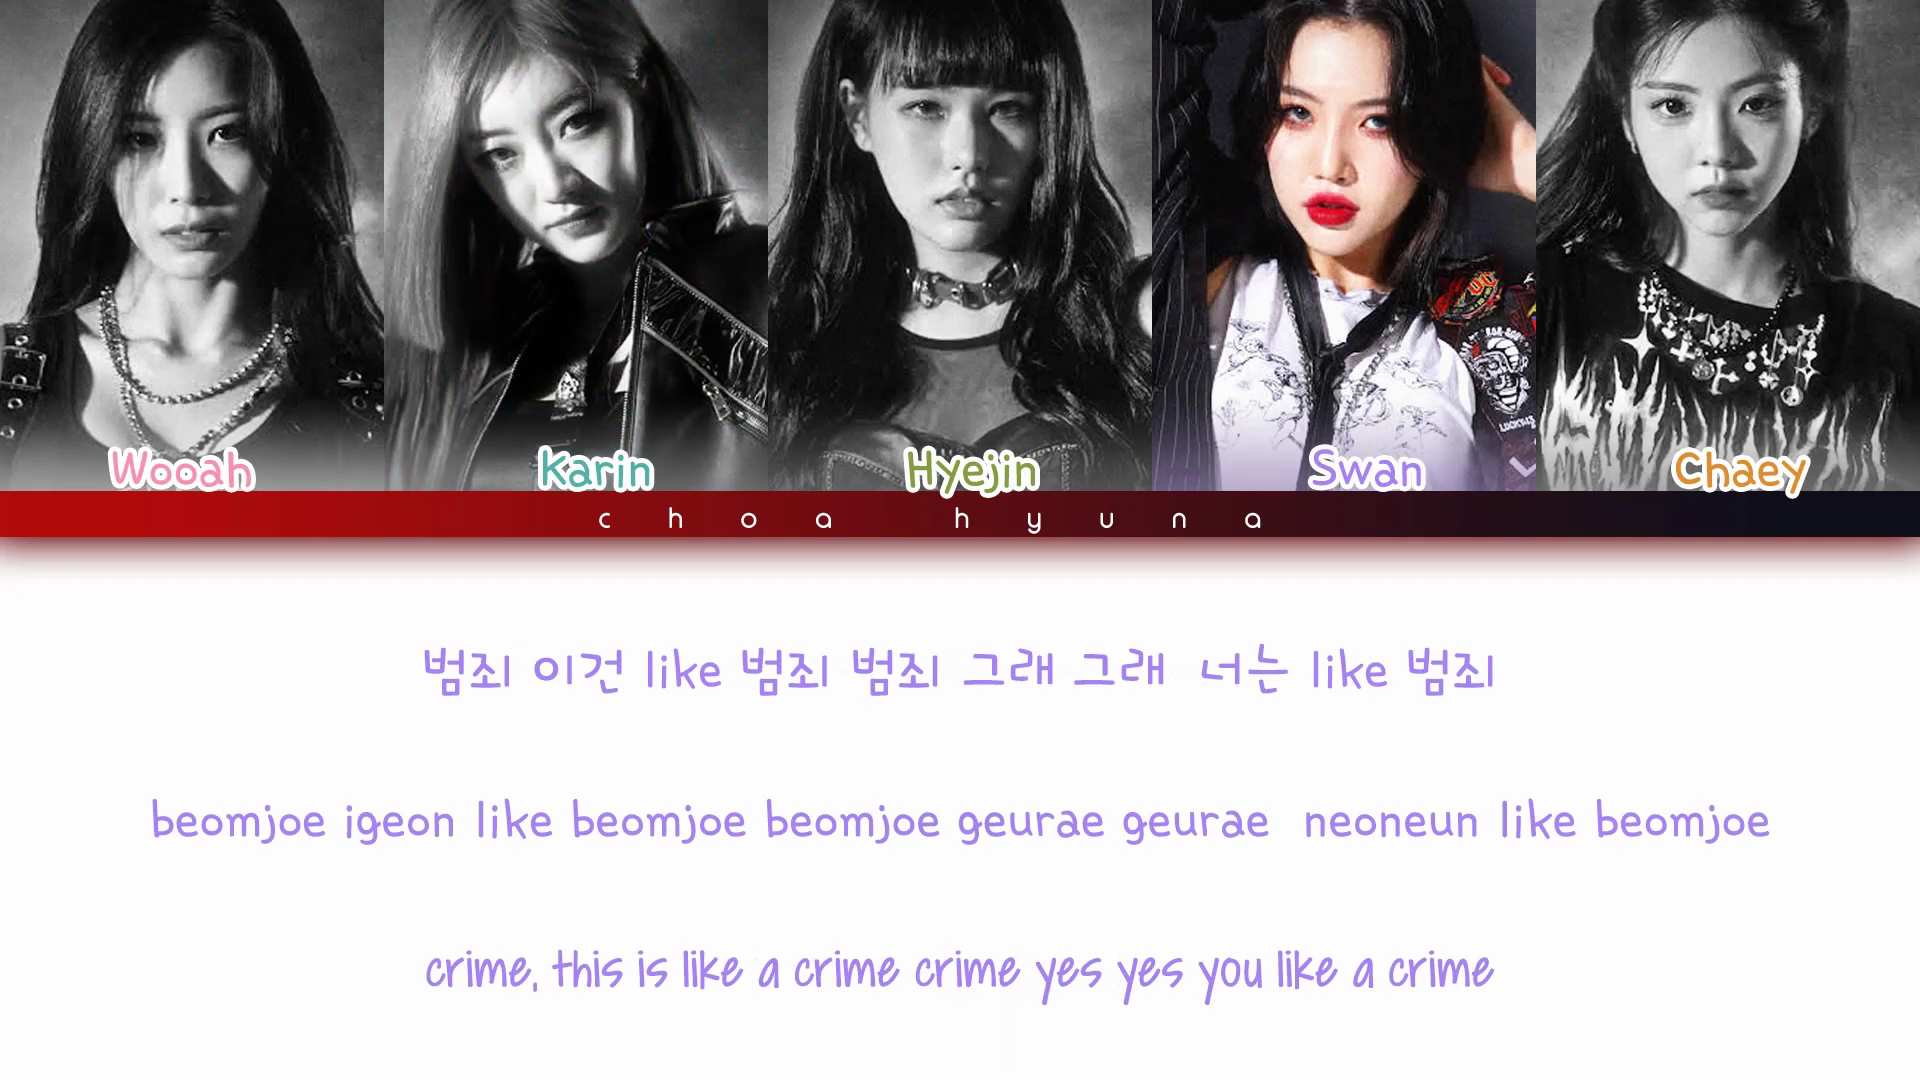 Wooah Karin Hyejin Swan Chaey
choa hyuna
범죄 이건 like 범죄 범죄 그래 그래 너는 like 범죄
beomjoe igeon like beomjoe beomjoe geurae geurae neoneun like beomjoe
crime, this is like a crime crime yes yes you like a crime